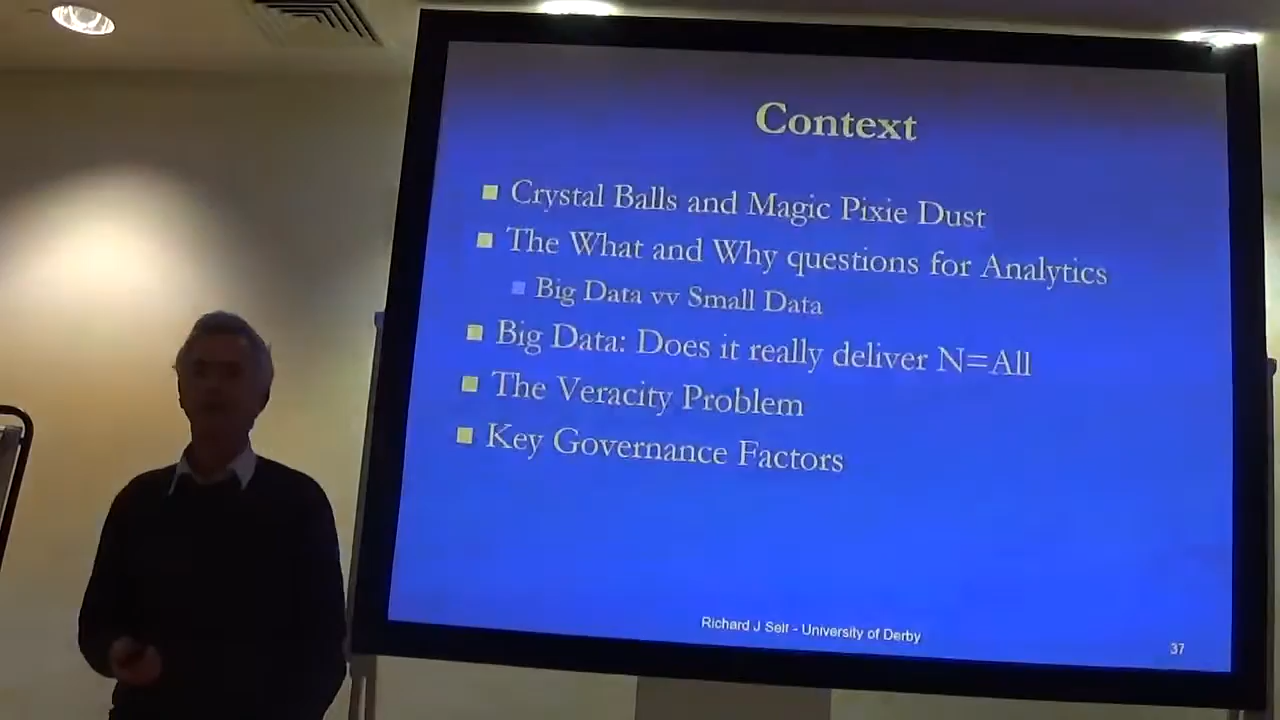 Context
Crystal Balls and Magic Pixie Dust
The What and Why questions for Analytics
Big Data vv Small Data
Big Data: Does it really deliver N=All
The Veracity Problem
Key Governance Factors
Richard J Self - University of Derby
37